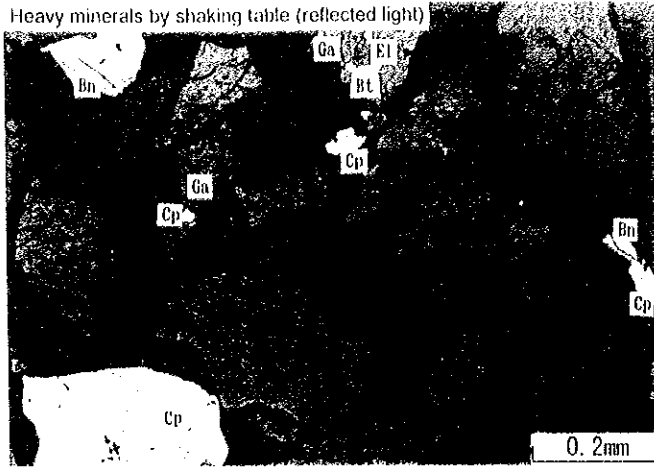 Heavy minerals by shaking table (reflected light)
Ga El
Bn Bt
Cp
Ga
Cp
Bn
Cp
Cp
0.2mm